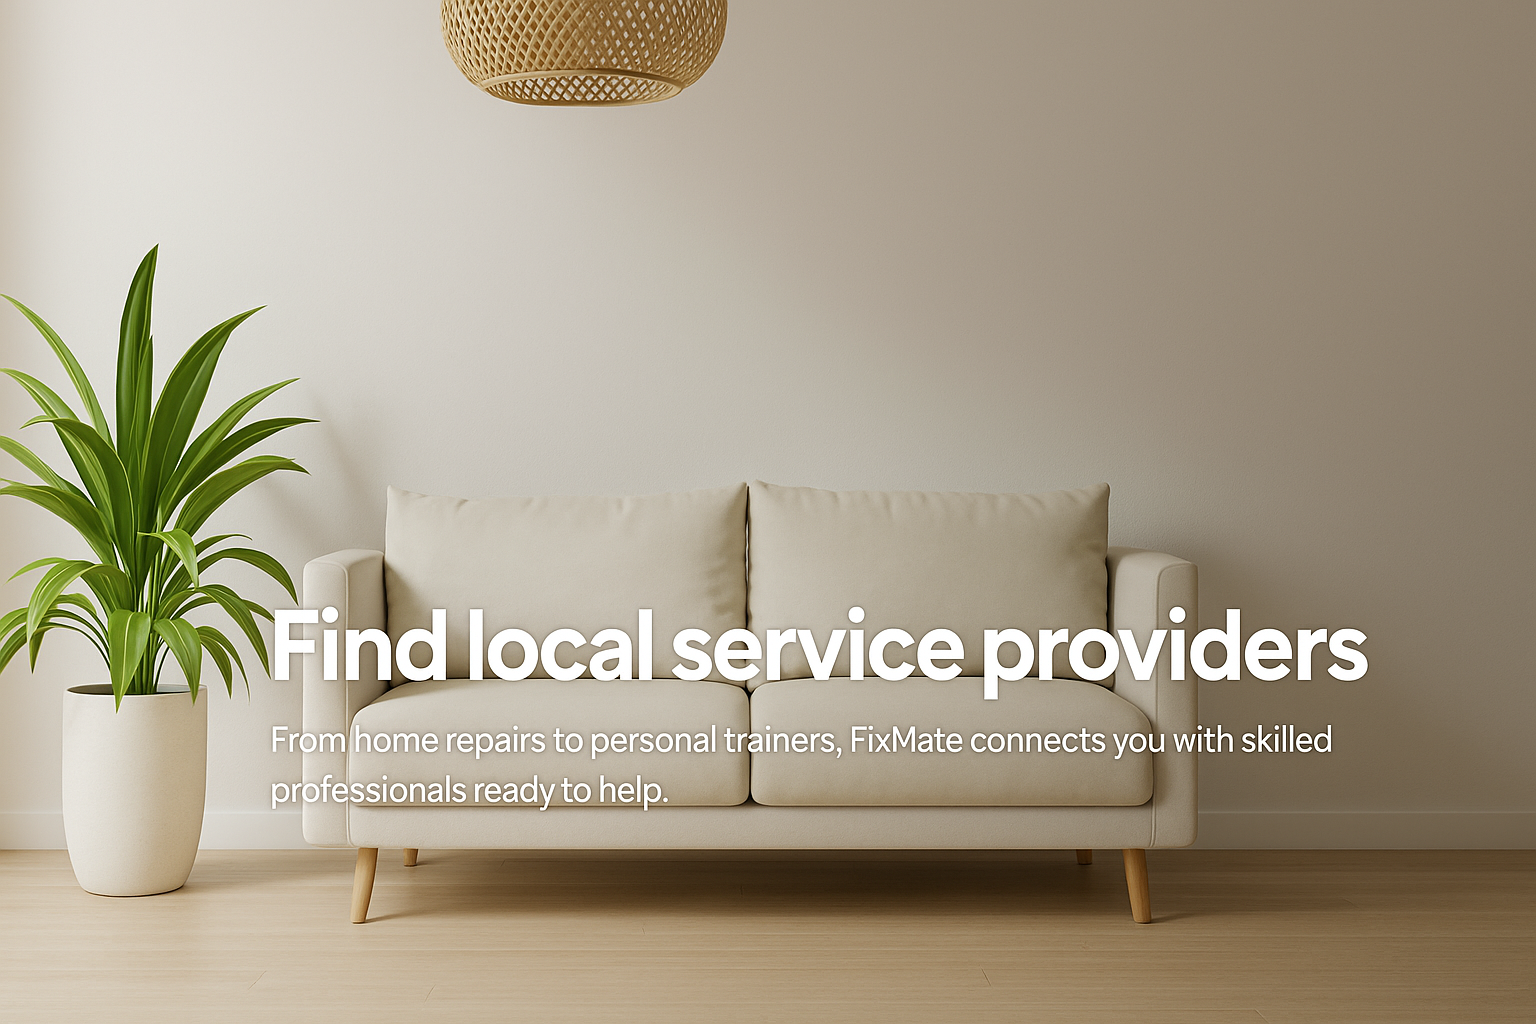 Find local service providers
From home repairs to personal trainers, FixMate connects you with skilled
professionals ready to help.